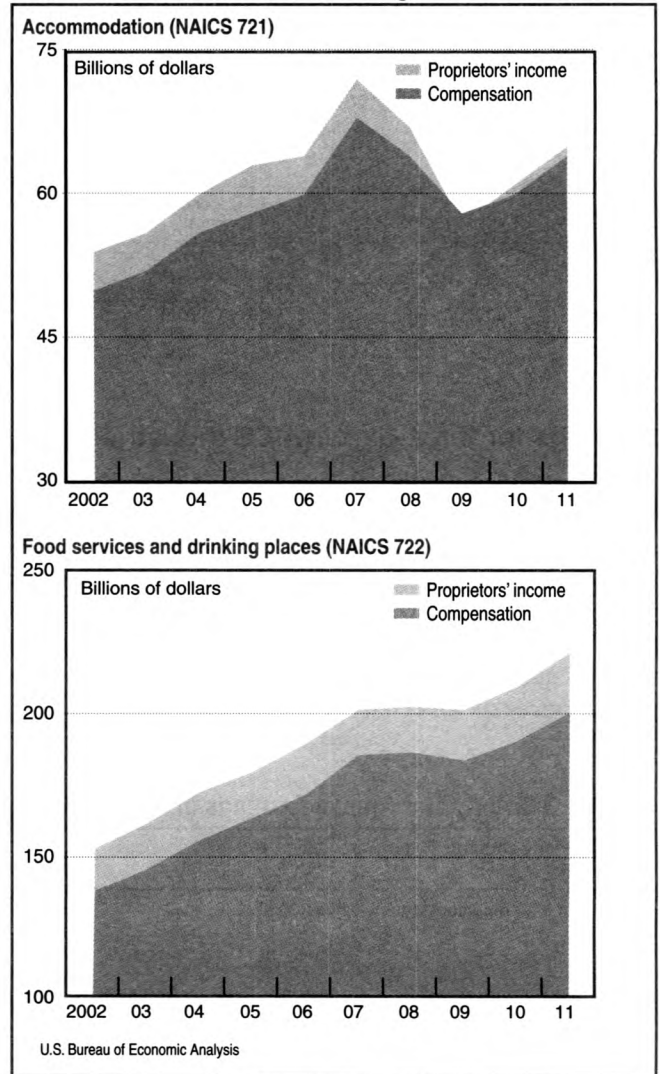 Accommodation (NAICS 721)
75
Billions of dollars
Proprietors' income
Compensation
60
45
30
2002 03 04 05 06 07 08 09 10 11
Food services and drinking places (NAICS 722)
250
Billions of dollars
Proprietors' income
Compensation
200
150
100
2002 03 04 05 06 07 08 09 10 11
U.S. Bureau of Economic Analysis